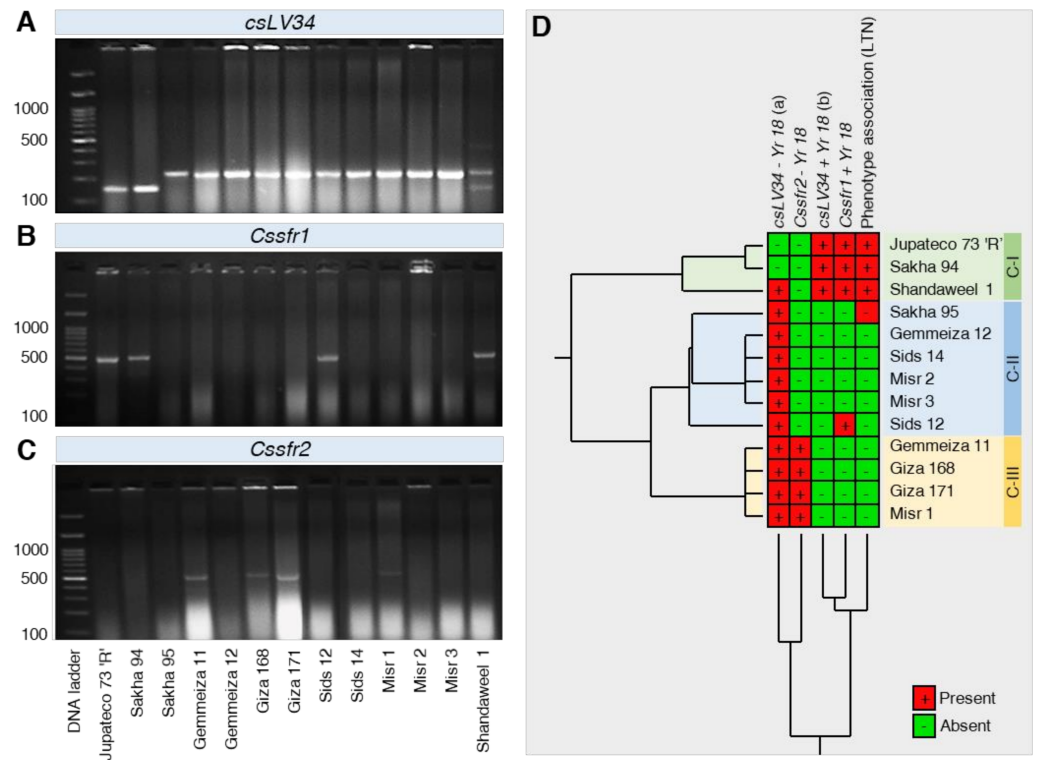 A
csLV34
1000
500
100
B
Cssfr1
1000
500
100
C
Cssfr2
1000
500
100
DNA ladder
Jupateco 73 'R'
Sakha 94
Sakha 95
Gemmeiza 11
Gemmeiza 12
Giza 168
Giza 171
Sids 12
Sids 14
Misr 1
Misr 2
Misr 3
Shandaweel 1
D
csLV34 - Yr 18 (a)
Cssfr2 - Yr 18
csLV34 + Yr 18 (b)
Cssfr1 + Yr 18
Phenotype association (LTN)
- - + + + Jupateco 73 'R'
- - + + + Sakha 94
+ - + + + Shandaweel 1
C-I
+ - - - - Sakha 95
+ - - - - Gemmeiza 12
+ - - - - Sids 14
+ - - - - Misr 2
+ - - - - Misr 3
+ - - + - Sids 12
C-II
+ + - - - Gemmeiza 11
+ + - - - Giza 168
+ + - - - Giza 171
+ + - - - Misr 1
C-III
+ Present
- Absent